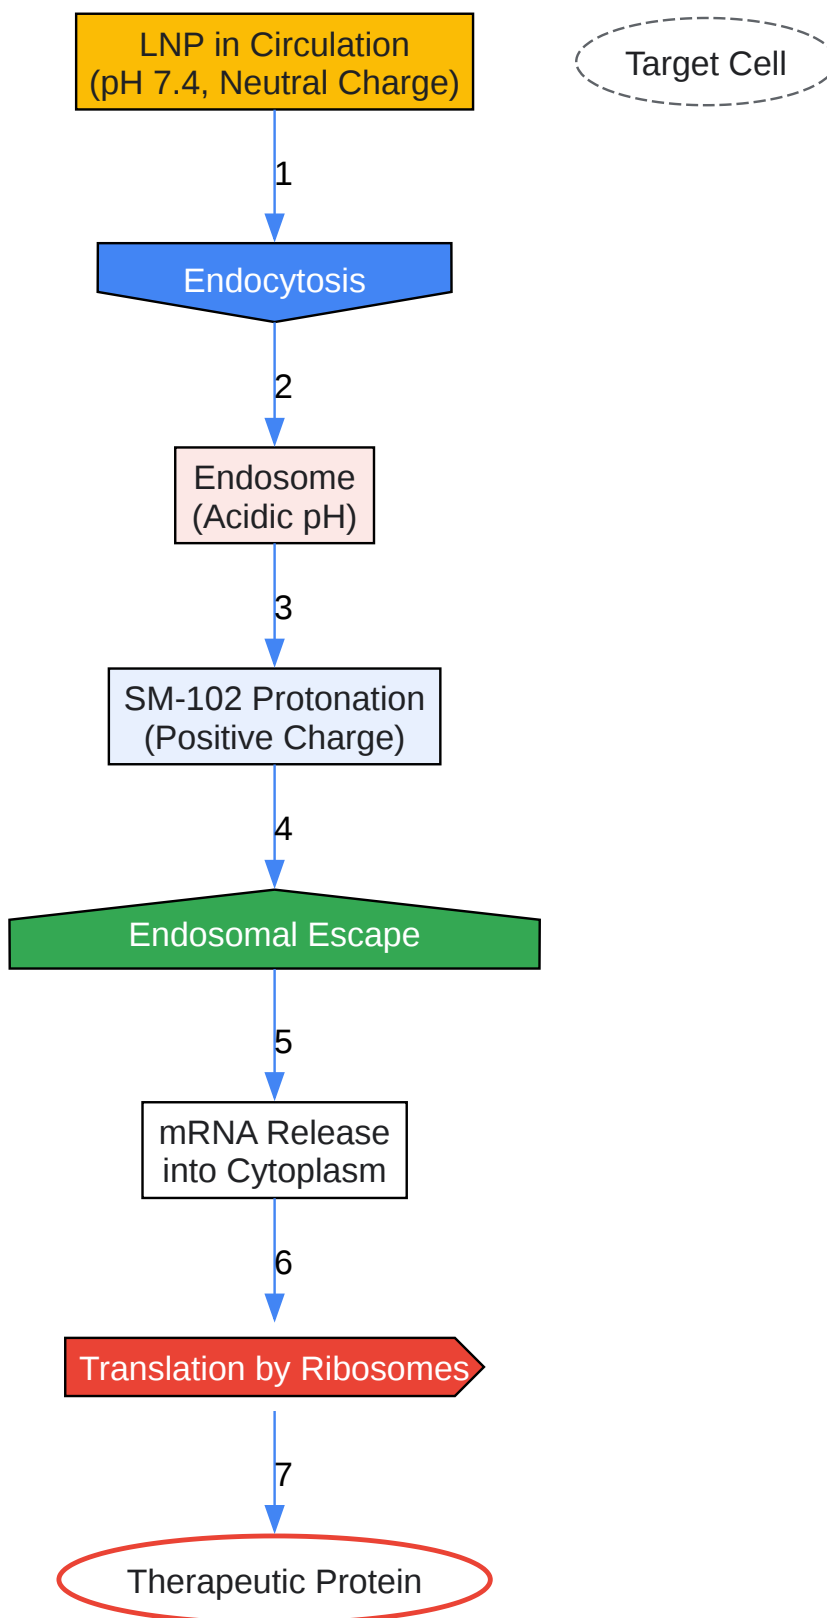 LNP in Circulation
(pH 7.4, Neutral Charge)
Target Cell
1
Endocytosis
2
Endosome
(Acidic pH)
3
SM-102 Protonation
(Positive Charge)
4
Endosomal Escape
5
mRNA Release
into Cytoplasm
6
Translation by Ribosomes
7
Therapeutic Protein